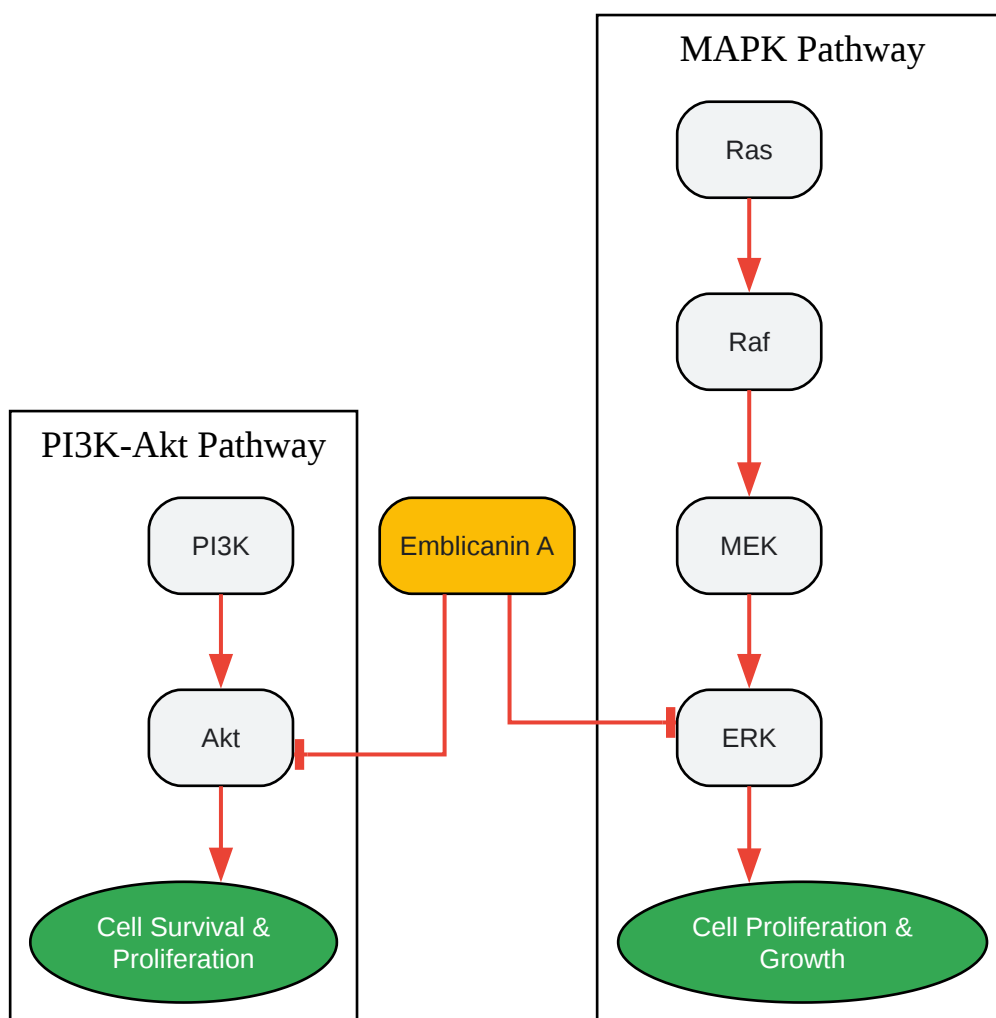 MAPK Pathway
Ras
Raf
PI3K-Akt Pathway
PI3K
Emblicanin A
MEK
Akt
ERK
Cell Survival &
Proliferation
Cell Proliferation &
Growth